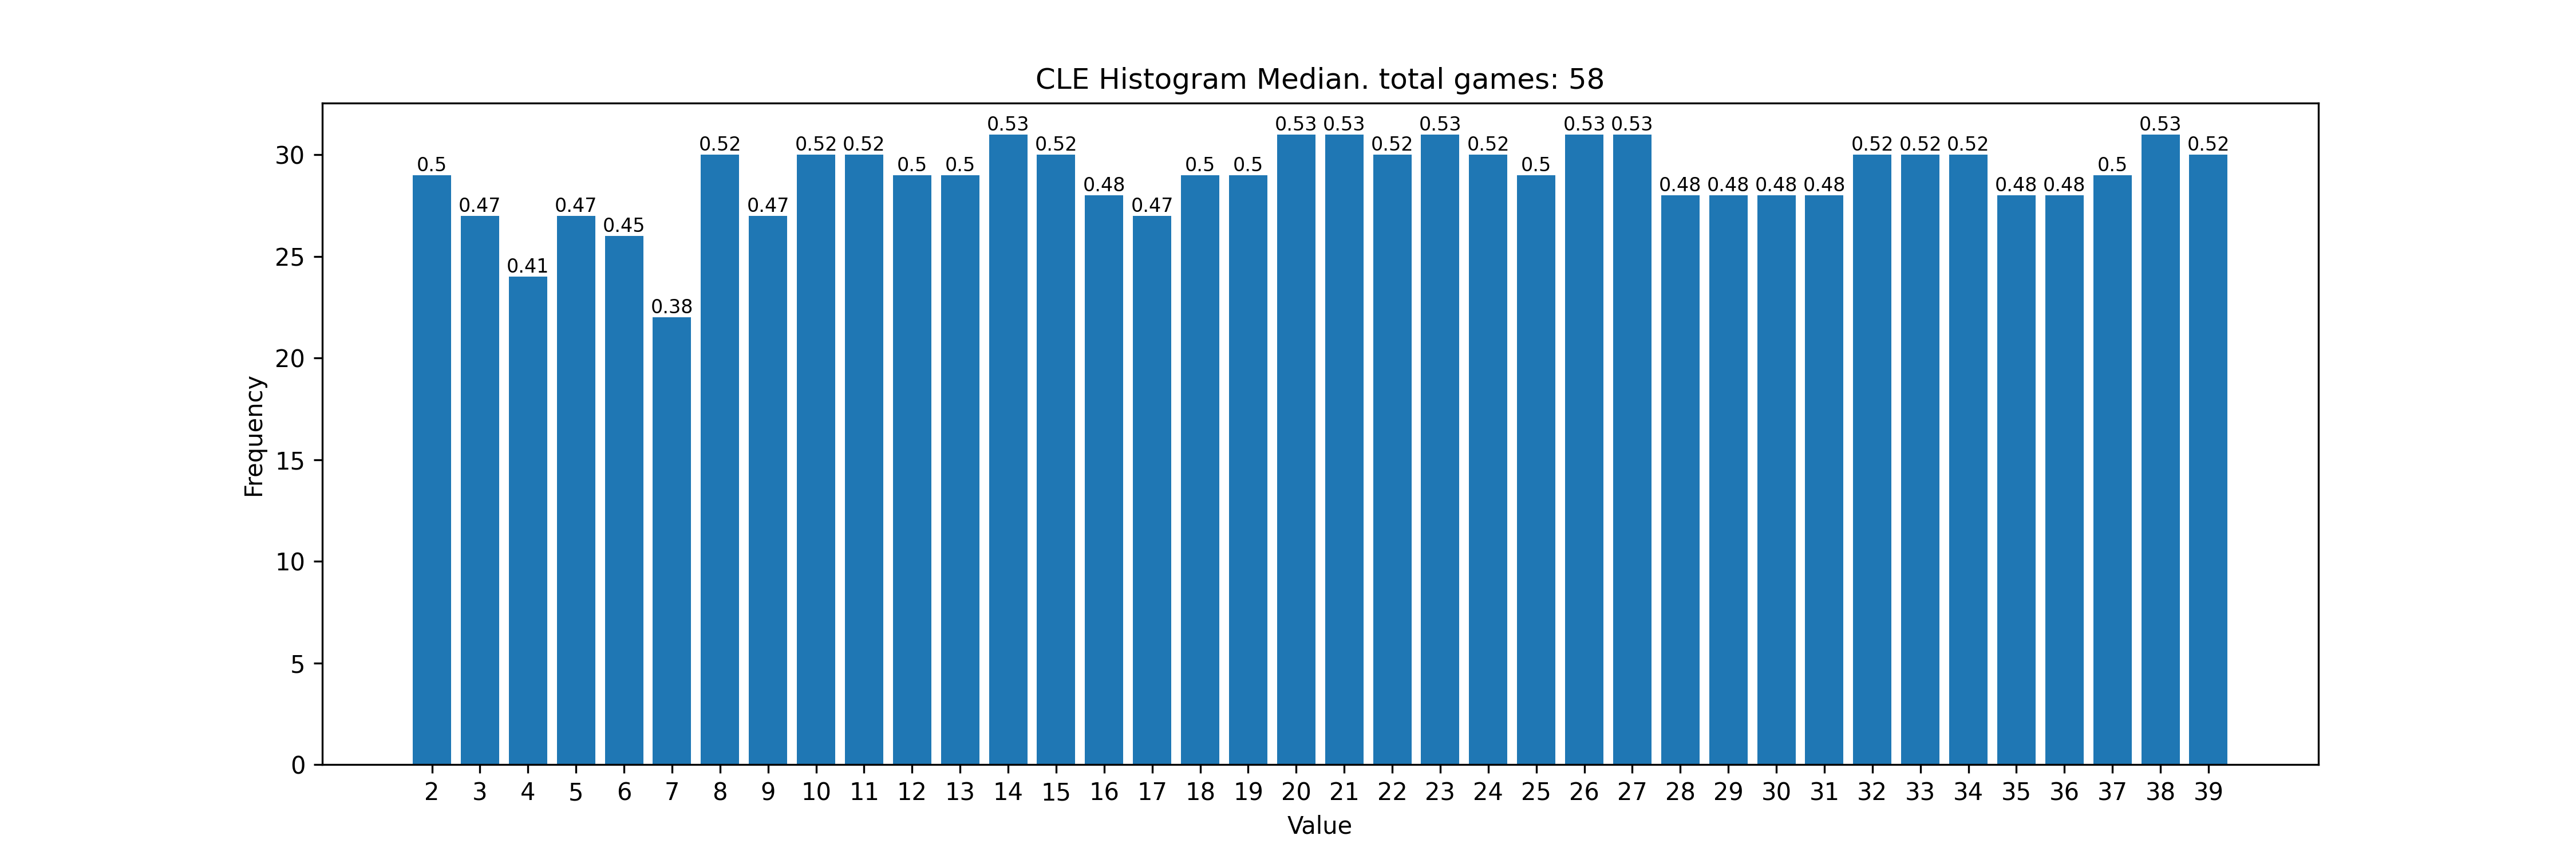 CLE Histogram Median. total games: 58
0.53 0.53 0.53 0.53 0.53 0.53 0.53
0.52 0.52 0.52 0.52 0.52 0.52 0.52 0.52 0.52 0.52
30
0.5 0.5 0.5 0.5 0.5 0.5 0.5
0.48 0.48 0.48 0.48 0.48 0.48 0.48
0.47 0.47 0.47 0.47
0.45
25
0.41
0.38
20
Frequency
15
10
5
0
2 3 4 5 6 7 8 9 10 11 12 13 14 15 16 17 18 19 20 21 22 23 24 25 26 27 28 29 30 31 32 33 34 35 36 37 38 39
Value